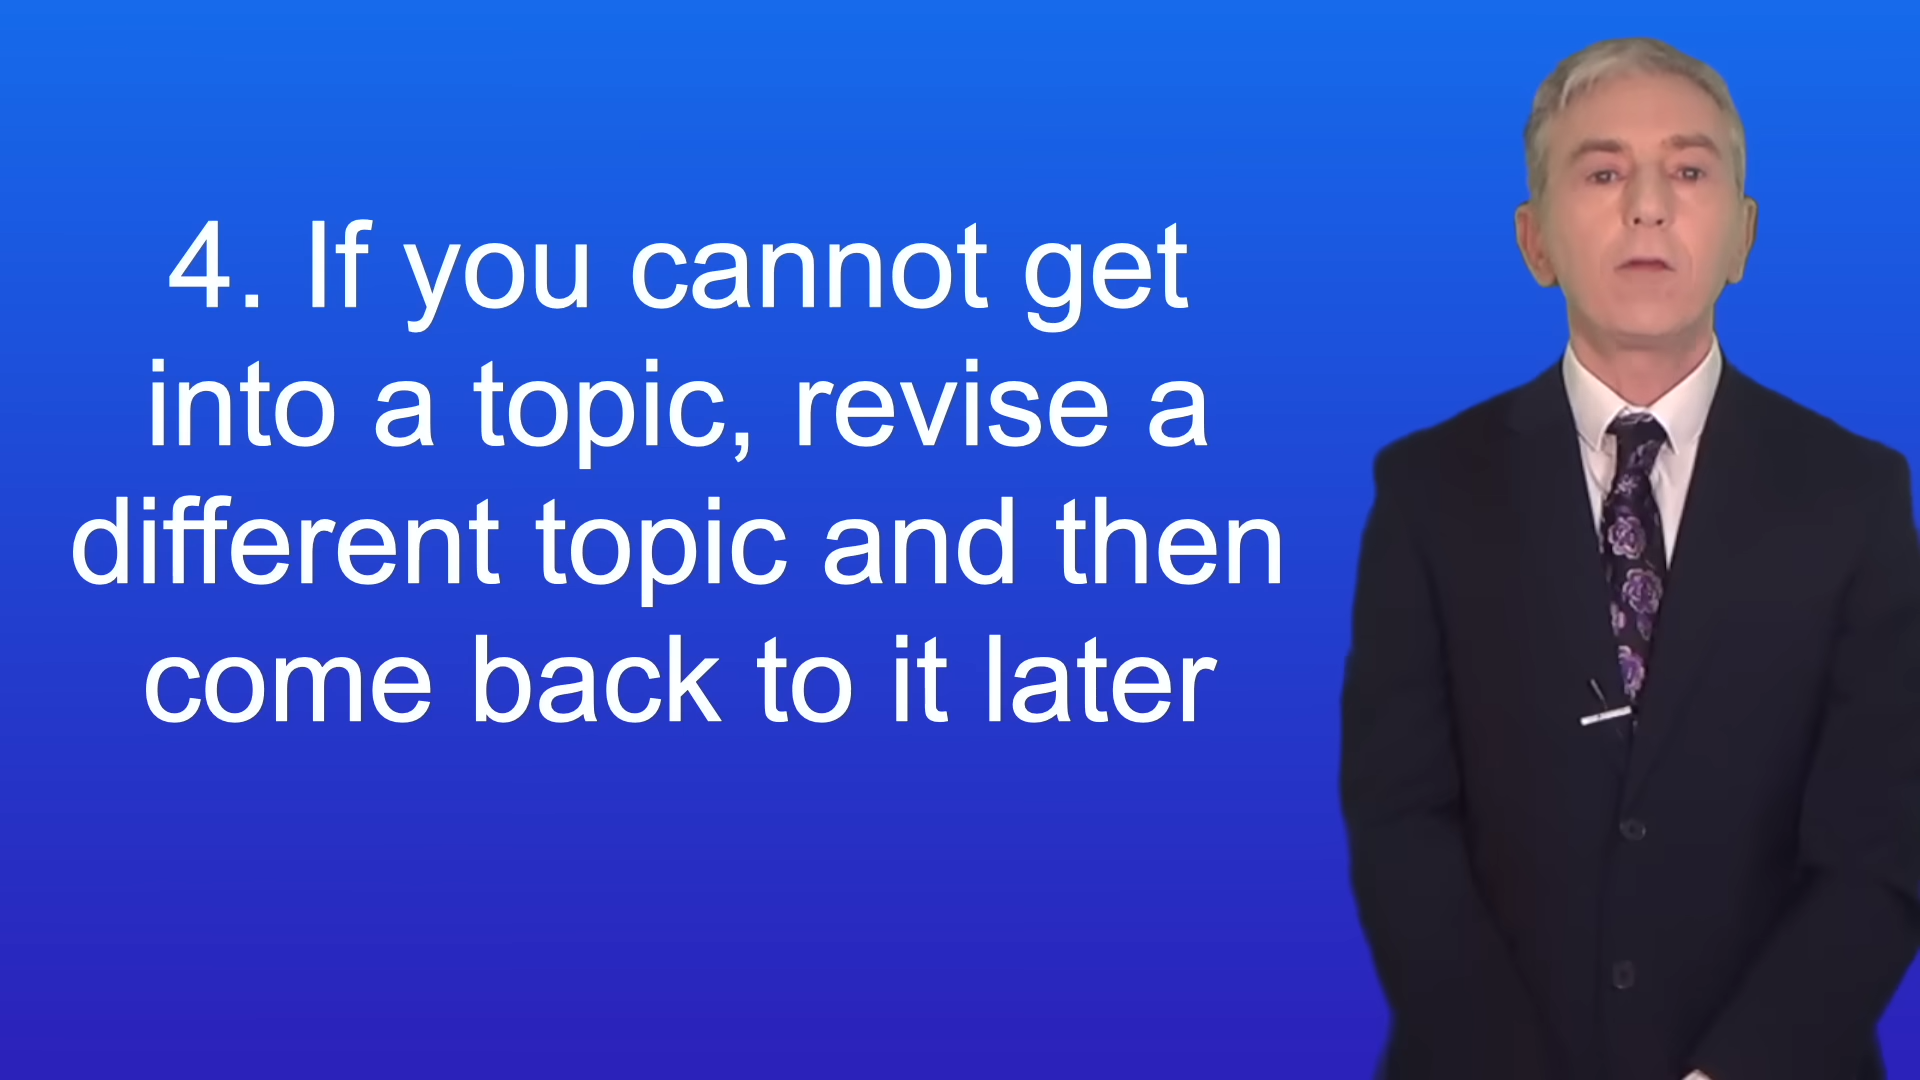 4. If you cannot get
into a topic, revise a
different topic and then
come back to it later